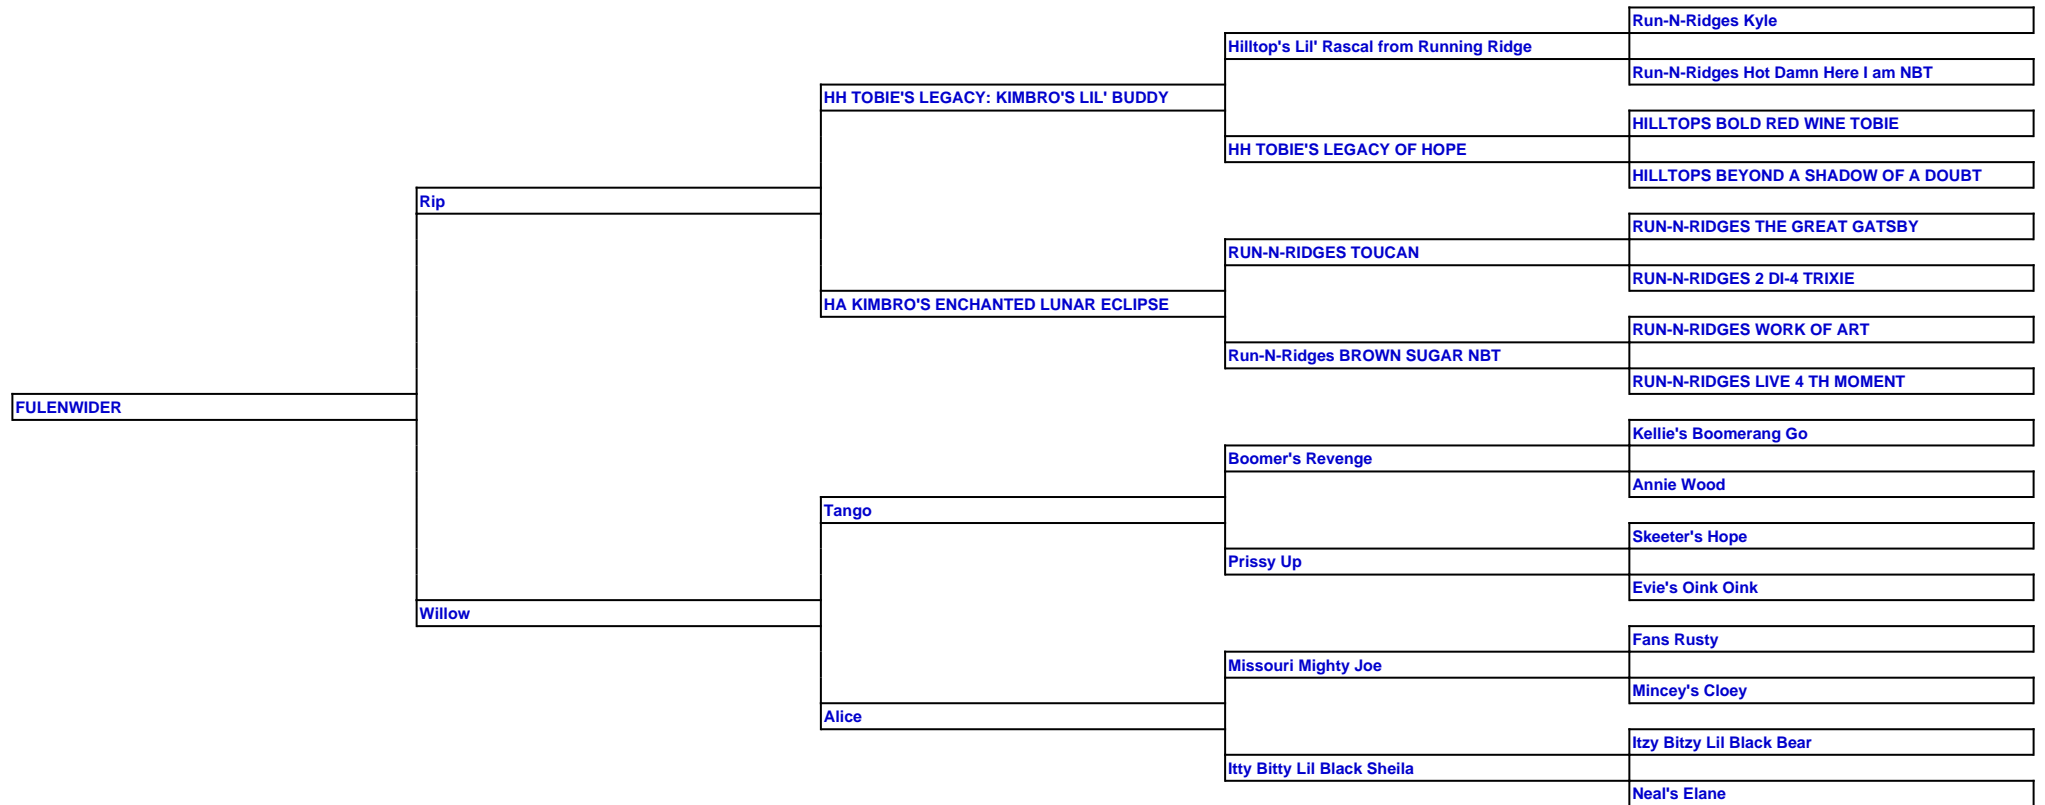 Run-N-Ridges Kyle
Hilltop's Lil' Rascal from Running Ridge
Run-N-Ridges Hot Damn Here I am NBT
HH TOBIE'S LEGACY: KIMBRO'S LIL' BUDDY
HILLTOPS BOLD RED WINE TOBIE
HH TOBIE'S LEGACY OF HOPE
HILLTOPS BEYOND A SHADOW OF A DOUBT
Rip
RUN-N-RIDGES THE GREAT GATSBY
RUN-N-RIDGES TOUCAN
RUN-N-RIDGES 2 DI-4 TRIXIE
HA KIMBRO'S ENCHANTED LUNAR ECLIPSE
RUN-N-RIDGES WORK OF ART
Run-N-Ridges BROWN SUGAR NBT
RUN-N-RIDGES LIVE 4 TH MOMENT
FULENWIDER
Kellie's Boomerang Go
Boomer's Revenge
Annie Wood
Tango
Skeeter's Hope
Prissy Up
Evie's Oink Oink
Willow
Fans Rusty
Missouri Mighty Joe
Mincey's Cloey
Alice
Itzy Bitzy Lil Black Bear
Itty Bitty Lil Black Sheila
Neal's Elane